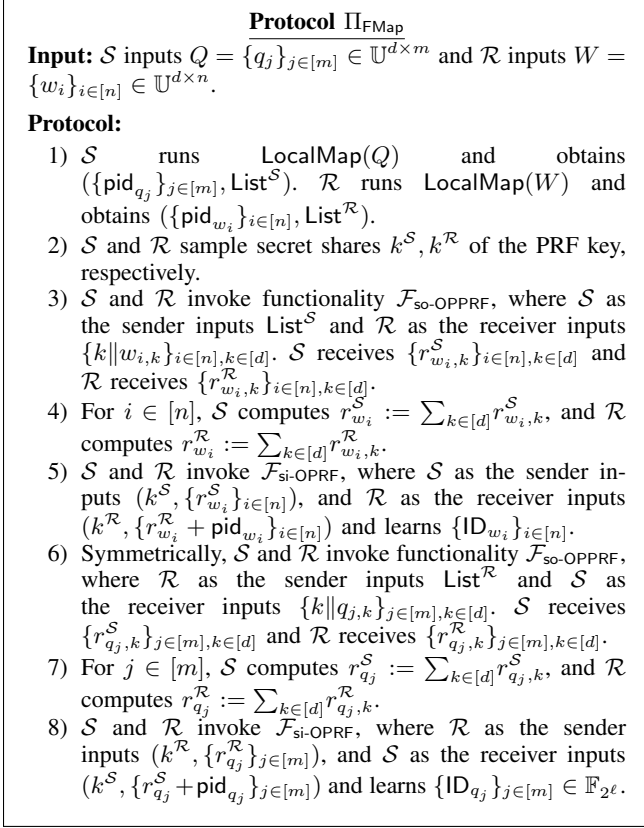 Protocol Π_FMap
Input: 𝒮 inputs Q = {q_j}_{j∈[m]} ∈ 𝕌^{d×m} and ℛ inputs W =
{w_i}_{i∈[n]} ∈ 𝕌^{d×n}.
Protocol:
1) 𝒮 runs LocalMap(Q) and obtains
({pid_{q_j}}_{j∈[m]}, List^𝒮). ℛ runs LocalMap(W) and
obtains ({pid_{w_i}}_{i∈[n]}, List^ℛ).
2) 𝒮 and ℛ sample secret shares k^𝒮, k^ℛ of the PRF key,
respectively.
3) 𝒮 and ℛ invoke functionality ℱ_so-OPPRF, where 𝒮 as
the sender inputs List^𝒮 and ℛ as the receiver inputs
{k‖w_{i,k}}_{i∈[n],k∈[d]}. 𝒮 receives {r^𝒮_{w_i,k}}_{i∈[n],k∈[d]} and
ℛ receives {r^ℛ_{w_i,k}}_{i∈[n],k∈[d]}.
4) For i ∈ [n], 𝒮 computes r^𝒮_{w_i} := ∑_{k∈[d]} r^𝒮_{w_i,k}, and ℛ
computes r^ℛ_{w_i} := ∑_{k∈[d]} r^ℛ_{w_i,k}.
5) 𝒮 and ℛ invoke ℱ_si-OPRF, where 𝒮 as the sender in-
puts (k^𝒮, {r^𝒮_{w_i}}_{i∈[n]}), and ℛ as the receiver inputs
(k^ℛ, {r^ℛ_{w_i} + pid_{w_i}}_{i∈[n]}) and learns {ID_{w_i}}_{i∈[n]}.
6) Symmetrically, 𝒮 and ℛ invoke functionality ℱ_so-OPPRF,
where ℛ as the sender inputs List^ℛ and 𝒮 as
the receiver inputs {k‖q_{j,k}}_{j∈[m],k∈[d]}. 𝒮 receives
{r^𝒮_{q_j,k}}_{j∈[m],k∈[d]} and ℛ receives {r^ℛ_{q_j,k}}_{j∈[m],k∈[d]}.
7) For j ∈ [m], 𝒮 computes r^𝒮_{q_j} := ∑_{k∈[d]} r^𝒮_{q_j,k}, and ℛ
computes r^ℛ_{q_j} := ∑_{k∈[d]} r^ℛ_{q_j,k}.
8) 𝒮 and ℛ invoke ℱ_si-OPRF, where ℛ as the sender
inputs (k^ℛ, {r^ℛ_{q_j}}_{j∈[m]}), and 𝒮 as the receiver inputs
(k^𝒮, {r^𝒮_{q_j}+pid_{q_j}}_{j∈[m]}) and learns {ID_{q_j}}_{j∈[m]} ∈ 𝔽_{2^ℓ}.